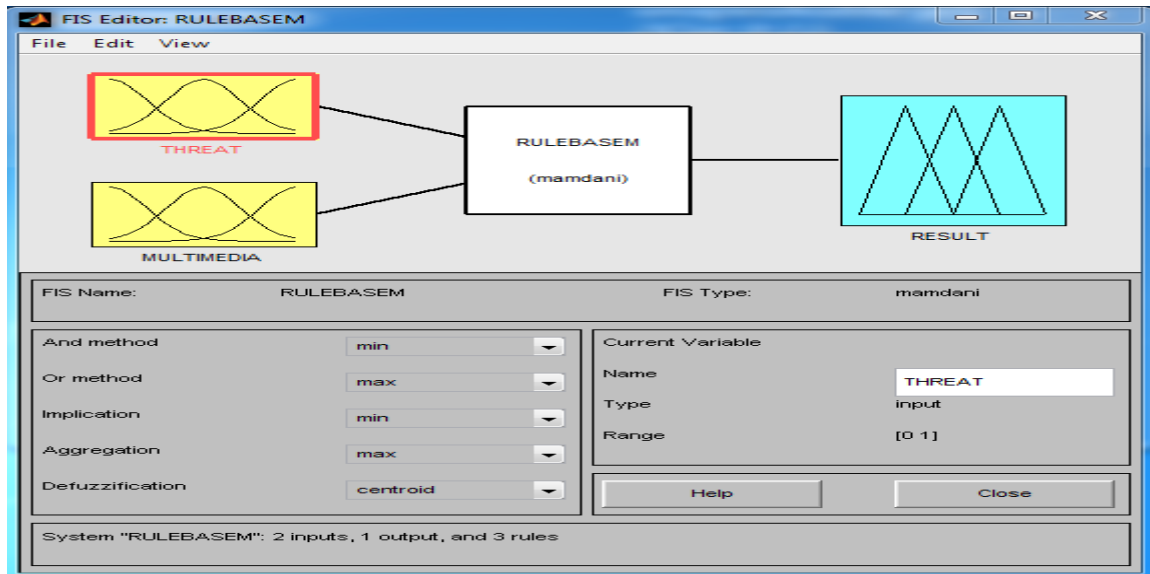 FIS Editor: RULEBASEM
File Edit View
THREAT
MULTIMEDIA
RULEBASEM
(mamdani)
RESULT
FIS Name: RULEBASEM FIS Type: mamdani
And method min
Or method max
Implication min
Aggregation max
Defuzzification centroid
Current Variable
Name THREAT
Type input
Range [0 1]
Help Close
System "RULEBASEM": 2 inputs, 1 output, and 3 rules